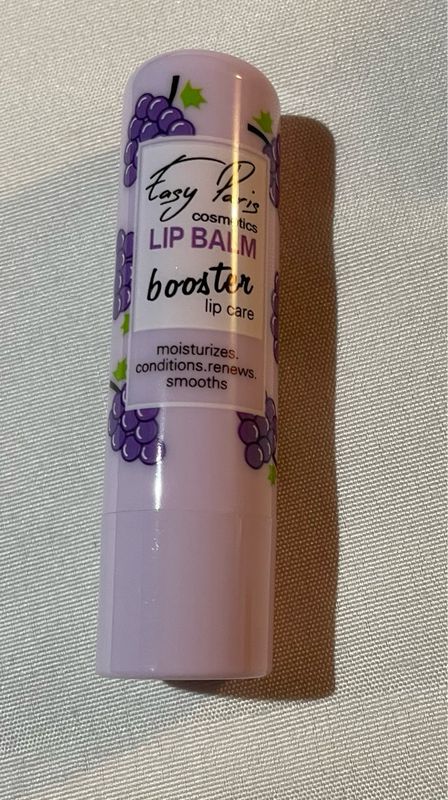 Easy Paris
cosmetics
LIP BALM
booster
lip care
moisturizes.
conditions.renews.
smooths